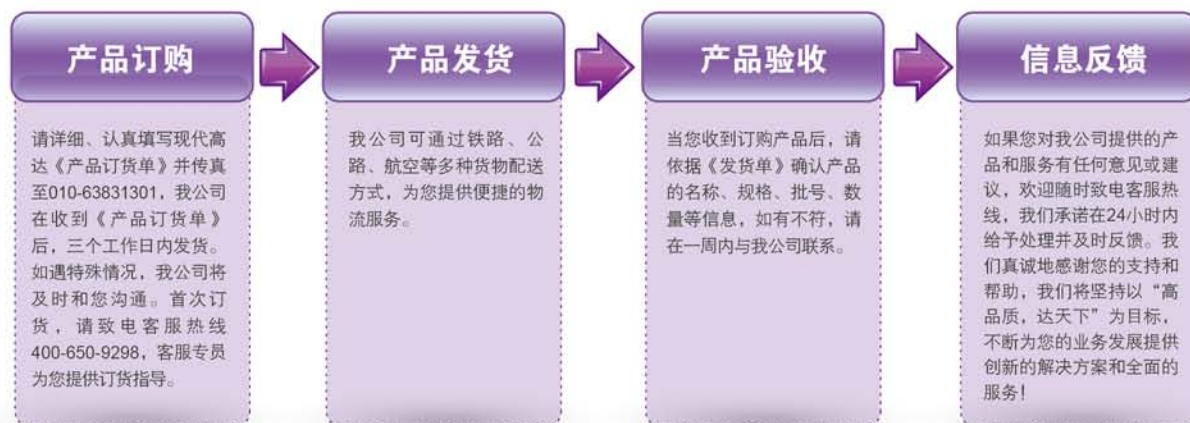 产品订购
请详细、认真填写现代高
达《产品订货单》并传真
至010-63831301，我公司
在收到《产品订货单》
后，三个工作日内发货。
如遇特殊情况，我公司将
及时和您沟通。首次订
货，请致电客服热线
400-650-9298，客服专员
为您提供订货指导。
产品发货
我公司可通过铁路、公
路、航空等多种货物配送
方式，为您提供便捷的物
流服务。
产品验收
当您收到订购产品后，请
依据《发货单》确认产品
的名称、规格、批号、数
量等信息，如有不符，请
在一周内与我公司联系。
信息反馈
如果您对我公司提供的产
品和服务有任何意见或建
议，欢迎随时致电客服热
线，我们承诺在24小时内
给予处理并及时反馈。我
们真诚地感谢您的支持和
帮助，我们将坚持以“高
品质，达天下”为目标，
不断为您的业务发展提供
创新的解决方案和全面的
服务！